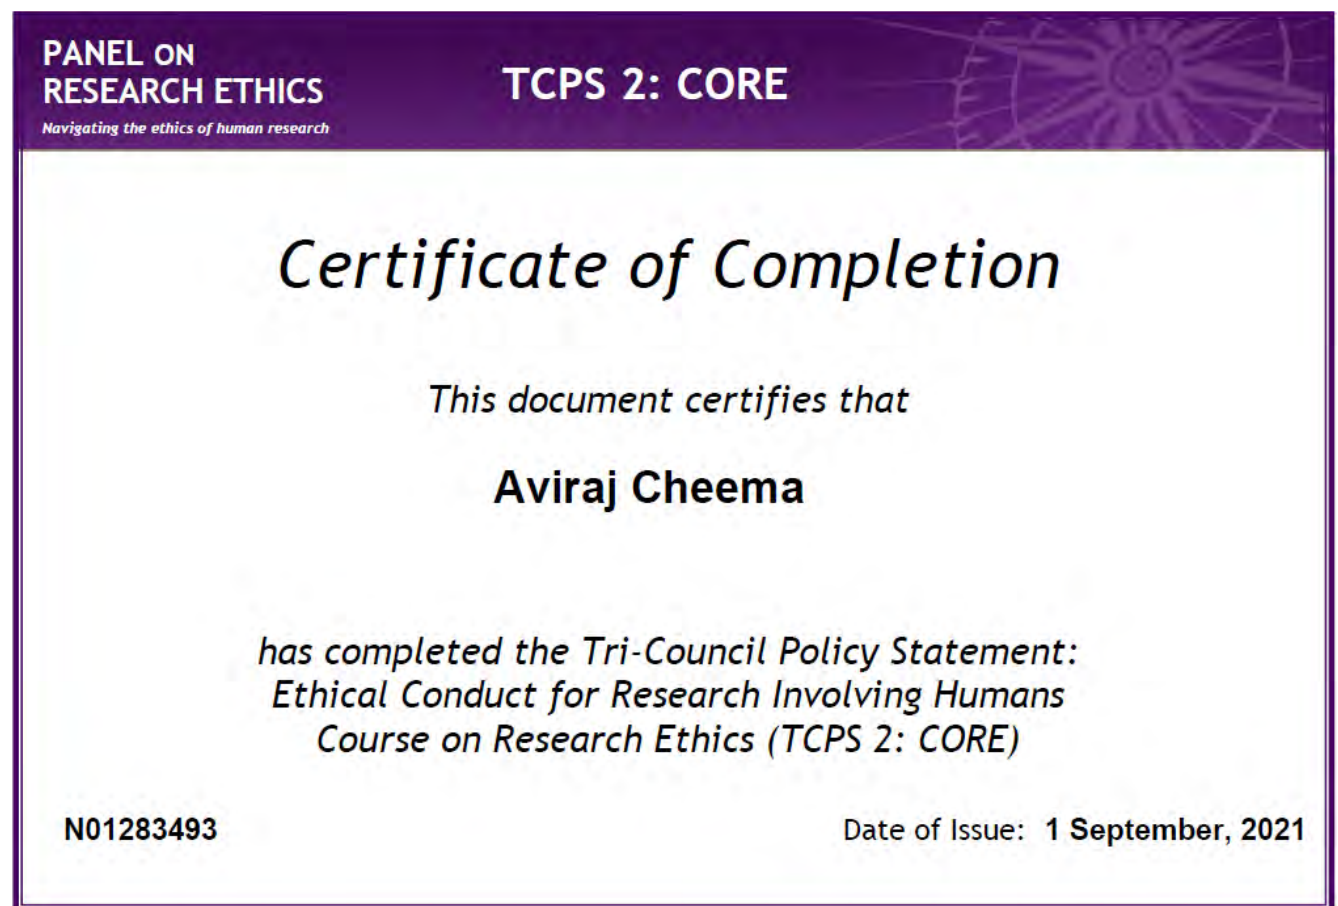 PANEL ON
RESEARCH ETHICS
Navigating the ethics of human research
TCPS 2: CORE
Certificate of Completion
This document certifies that
Aviraj Cheema
has completed the Tri-Council Policy Statement:
Ethical Conduct for Research Involving Humans
Course on Research Ethics (TCPS 2: CORE)
N01283493
Date of Issue: 1 September, 2021